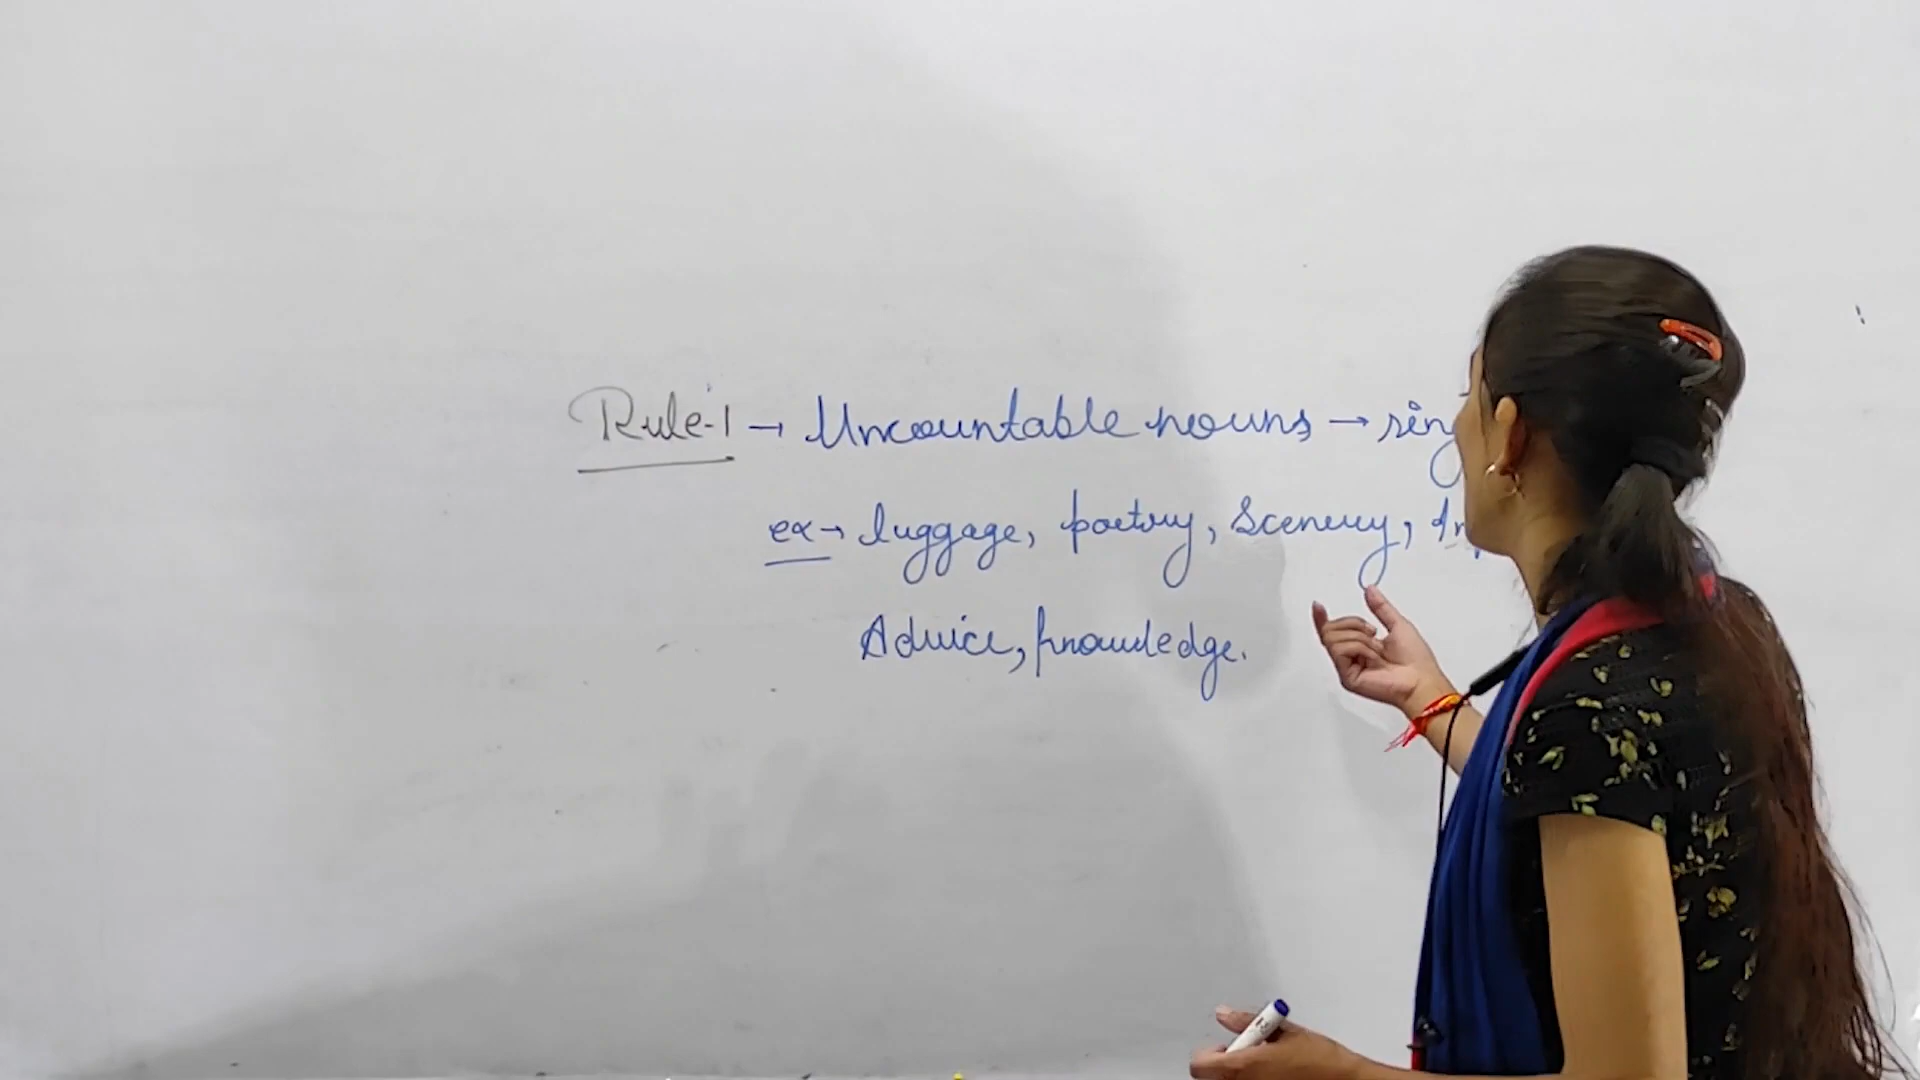 Rule-1 → Uncountable nouns →
ex → luggage, poetry, Scenery,
Advice, knowledge.